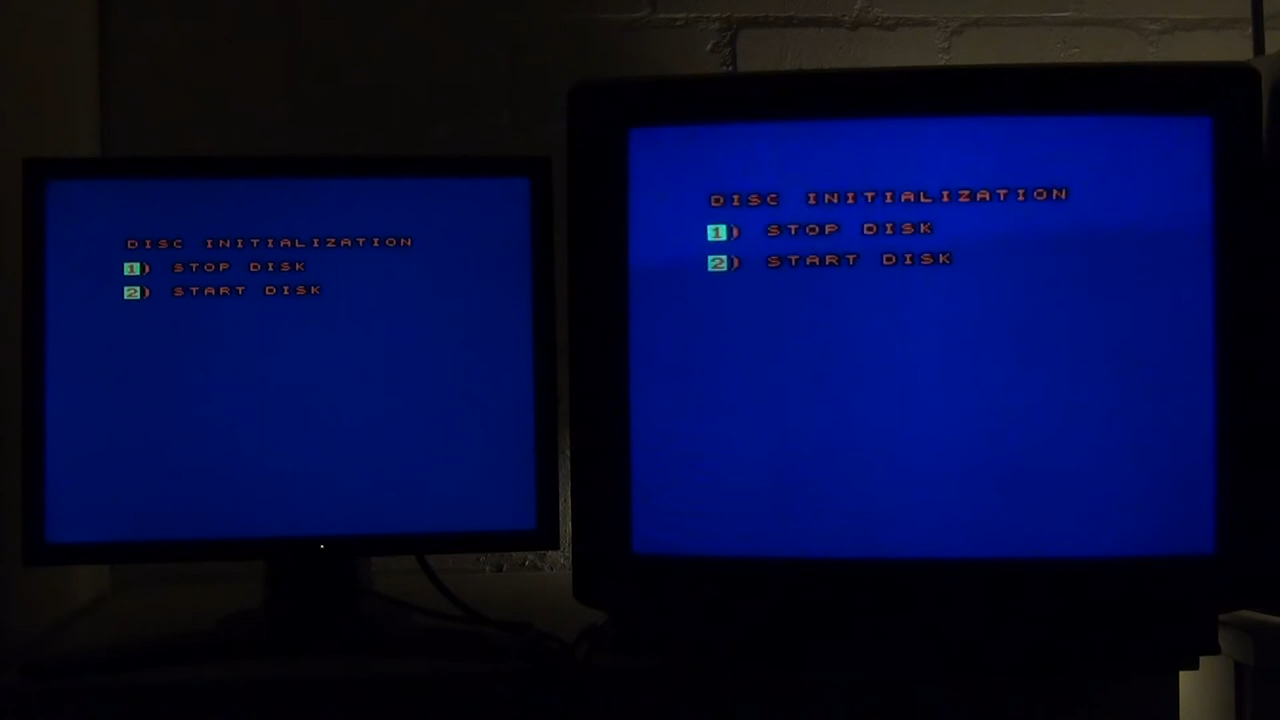 DISC INITIALIZATION
1) STOP DISK
2) START DISK
DISC INITIALIZATION
1) STOP DISK
2) START DISK